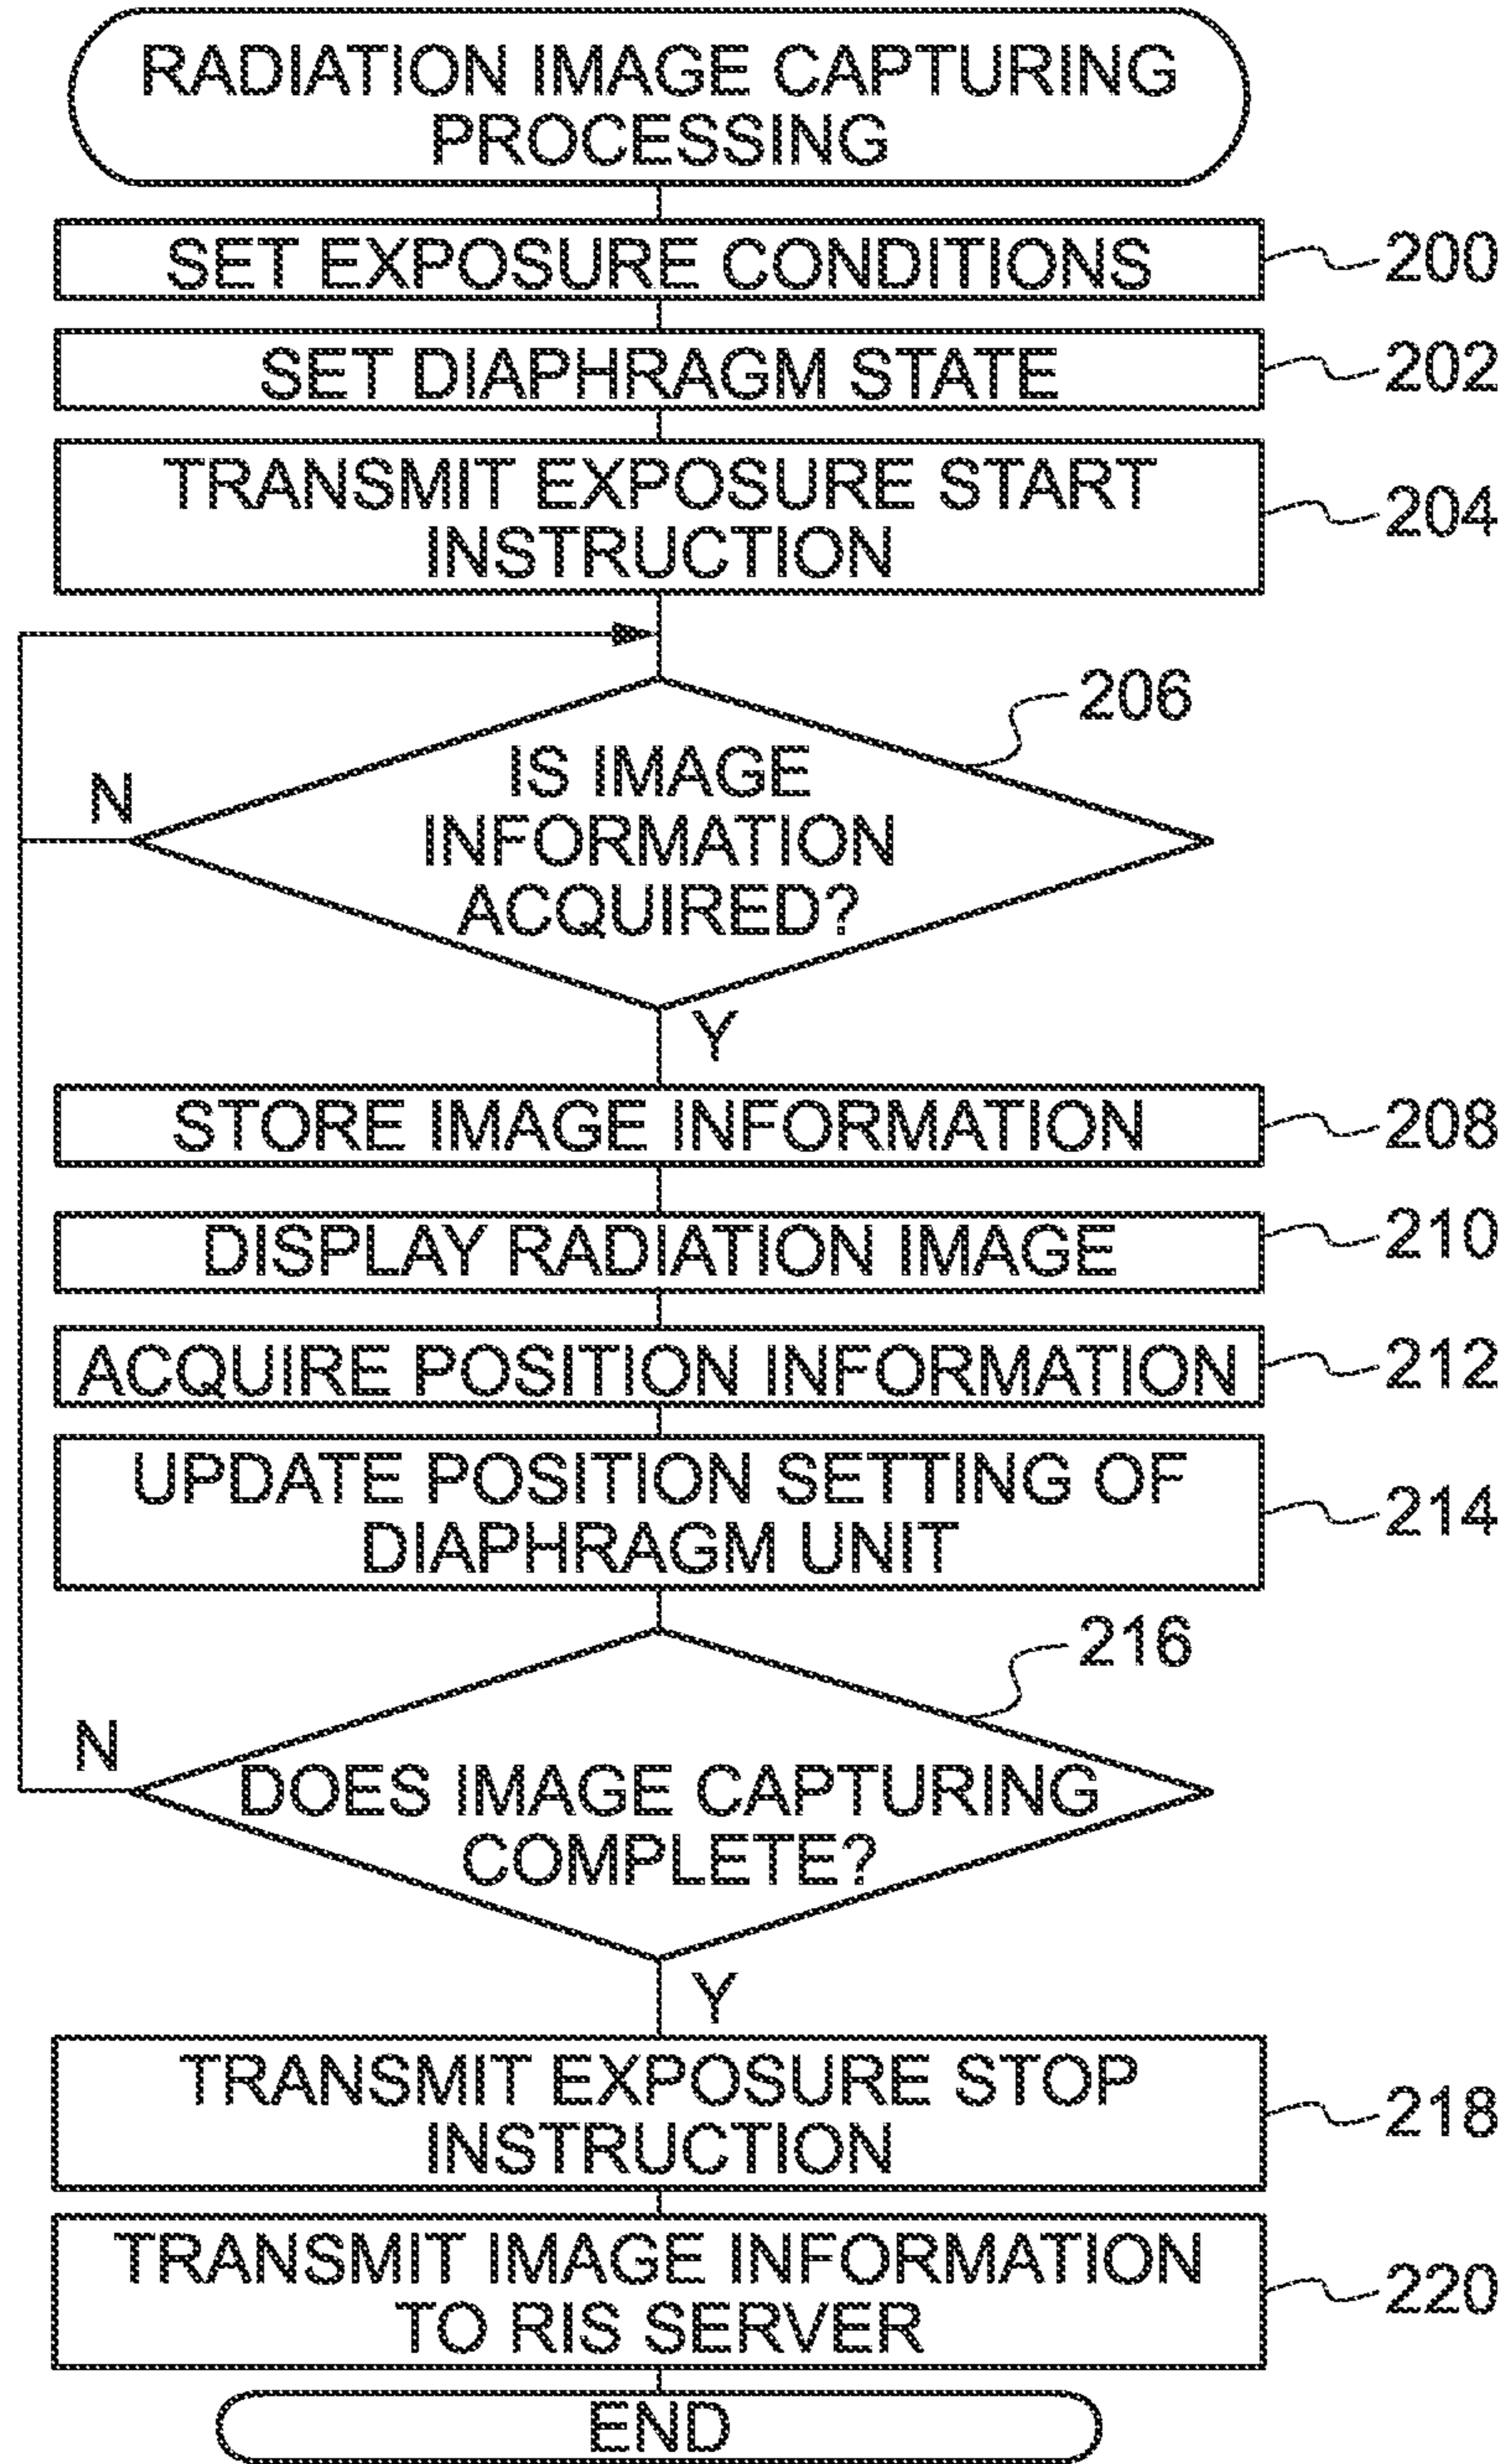 RADIATION IMAGE CAPTURING
PROCESSING
SET EXPOSURE CONDITIONS
200
SET DIAPHRAGM STATE
202
TRANSMIT EXPOSURE START
INSTRUCTION
204
206
IS IMAGE
INFORMATION
ACQUIRED?
N
Y
STORE IMAGE INFORMATION
208
DISPLAY RADIATION IMAGE
210
ACQUIRE POSITION INFORMATION
212
UPDATE POSITION SETTING OF
DIAPHRAGM UNIT
214
216
N
DOES IMAGE CAPTURING
COMPLETE?
Y
TRANSMIT EXPOSURE STOP
INSTRUCTION
218
TRANSMIT IMAGE INFORMATION
TO RIS SERVER
220
END